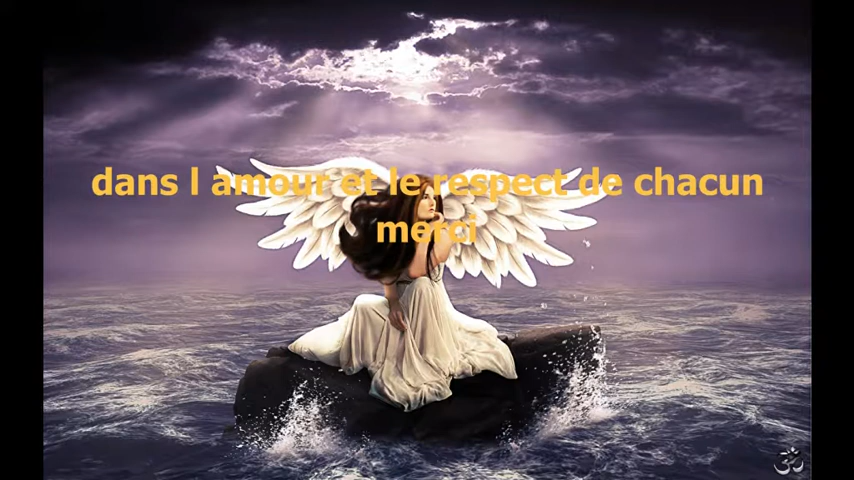 dans l amour et le respect de chacun
merci
ॐ